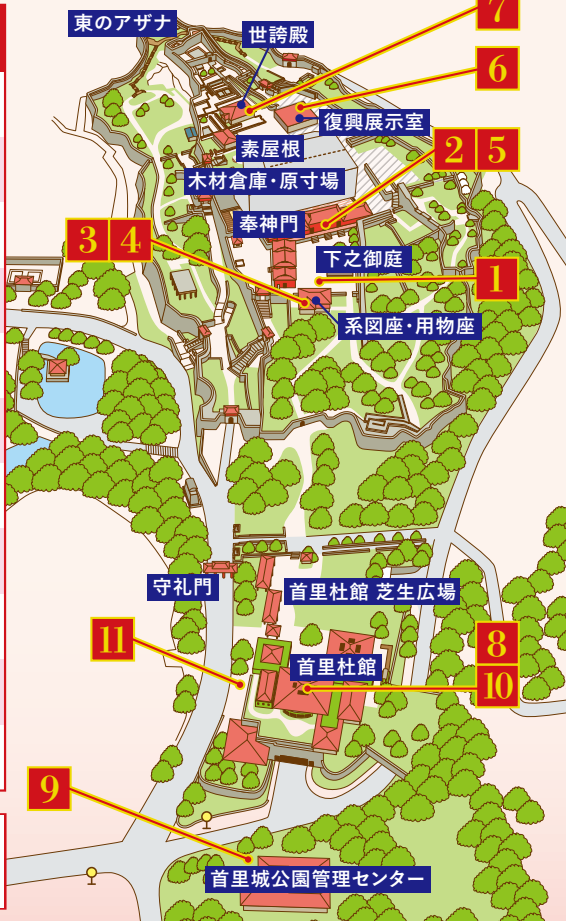 7
東のアザナ
世誇殿
6
復興展示室
素屋根
2 5
木材倉庫・原寸場
奉神門
3 4
下之御庭
1
系図座・用物座
守礼門
首里杜館 芝生広場
11
8
首里杜館
10
9
首里城公園管理センター